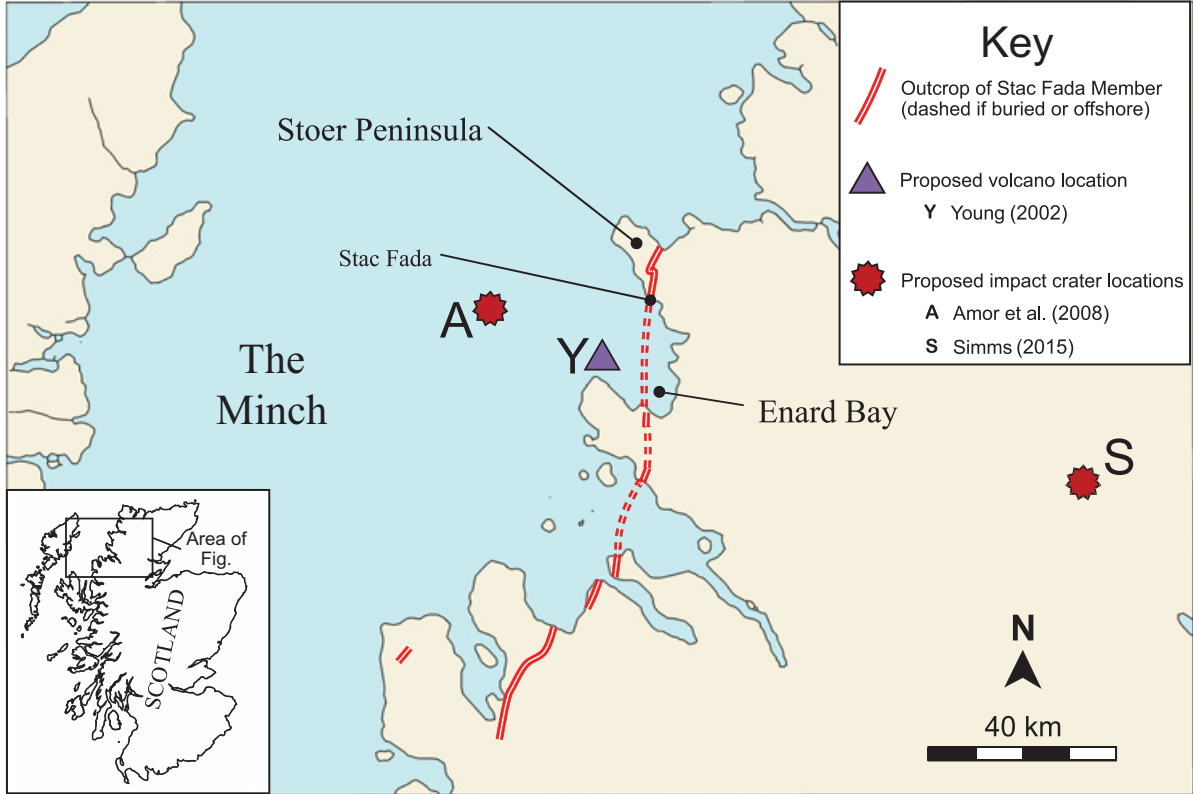 Key
Outcrop of Stac Fada Member
(dashed if buried or offshore)
Proposed volcano location
Y Young (2002)
Proposed impact crater locations
A Amor et al. (2008)
S Simms (2015)
Stoer Peninsula
Stac Fada
A
Y
The
Minch
Enard Bay
S
Area of
Fig.
SCOTLAND
N
40 km